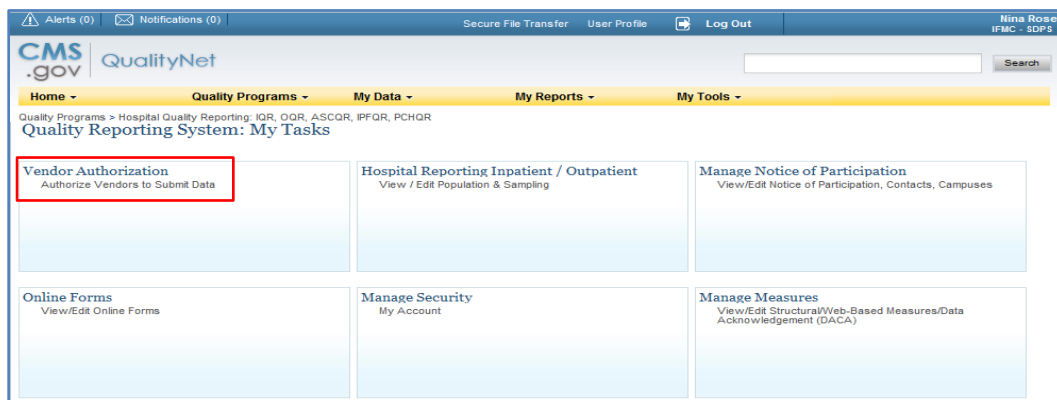 Alerts (0) Notifications (0) Secure File Transfer User Profile Log Out Nina Rose
IFMC - SDPS
CMS
.gov
QualityNet
Search
Home Quality Programs My Data My Reports My Tools
Quality Programs > Hospital Quality Reporting: IQR, OQR, ASCQR, IPFQR, PCHQR
Quality Reporting System: My Tasks
Vendor Authorization
Authorize Vendors to Submit Data
Hospital Reporting Inpatient / Outpatient
View / Edit Population & Sampling
Manage Notice of Participation
View/Edit Notice of Participation, Contacts, Campuses
Online Forms
View/Edit Online Forms
Manage Security
My Account
Manage Measures
View/Edit Structural/Web-Based Measures/Data
Acknowledgement (DACA)